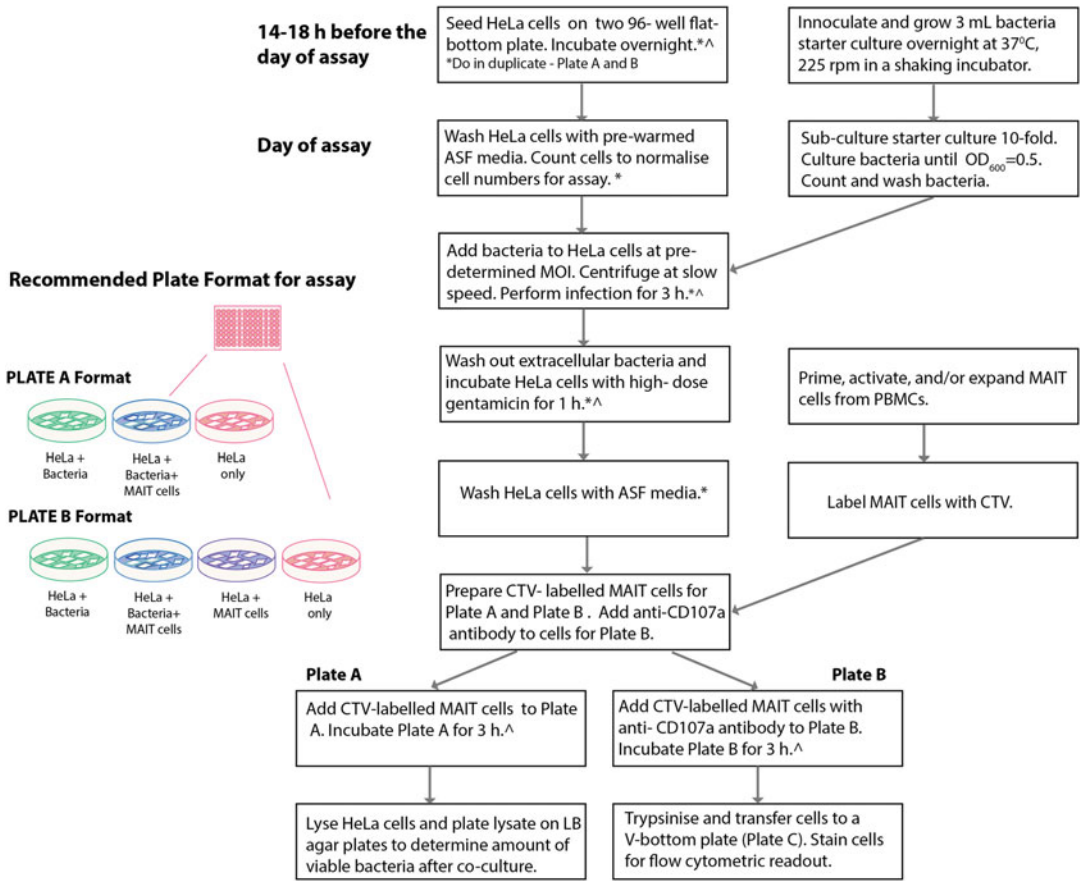 14-18 h before the
day of assay
Seed HeLa cells on two 96- well flat-
bottom plate. Incubate overnight.*^
*Do in duplicate - Plate A and B
Innoculate and grow 3 mL bacteria
starter culture overnight at 37⁰C,
225 rpm in a shaking incubator.
Day of assay
Wash HeLa cells with pre-warmed
ASF media. Count cells to normalise
cell numbers for assay. *
Sub-culture starter culture 10-fold.
Culture bacteria until OD₆₀₀=0.5.
Count and wash bacteria.
Add bacteria to HeLa cells at pre-
determined MOI. Centrifuge at slow
speed. Perform infection for 3 h.*^
Recommended Plate Format for assay
Wash out extracellular bacteria and
incubate HeLa cells with high- dose
gentamicin for 1 h.*^
Prime, activate, and/or expand MAIT
cells from PBMCs.
PLATE A Format
HeLa +
Bacteria
HeLa +
Bacteria+
MAIT cells
HeLa
only
Wash HeLa cells with ASF media.*
Label MAIT cells with CTV.
PLATE B Format
HeLa +
Bacteria
HeLa +
Bacteria+
MAIT cells
HeLa +
MAIT cells
HeLa
only
Prepare CTV- labelled MAIT cells for
Plate A and Plate B . Add anti-CD107a
antibody to cells for Plate B.
Plate A
Plate B
Add CTV-labelled MAIT cells to Plate
A. Incubate Plate A for 3 h.^
Add CTV-labelled MAIT cells with
anti- CD107a antibody to Plate B.
Incubate Plate B for 3 h.^
Lyse HeLa cells and plate lysate on LB
agar plates to determine amount of
viable bacteria after co-culture.
Trypsinise and transfer cells to a
V-bottom plate (Plate C). Stain cells
for flow cytometric readout.